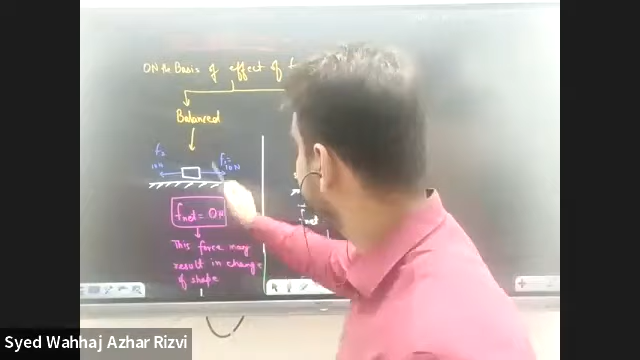 ON the Basis of effect of f
Balanced
F₂
10N
F₁=
10N
fnet = 0N
fnet
This force may
result in change
of shape
Syed Wahhaj Azhar Rizvi